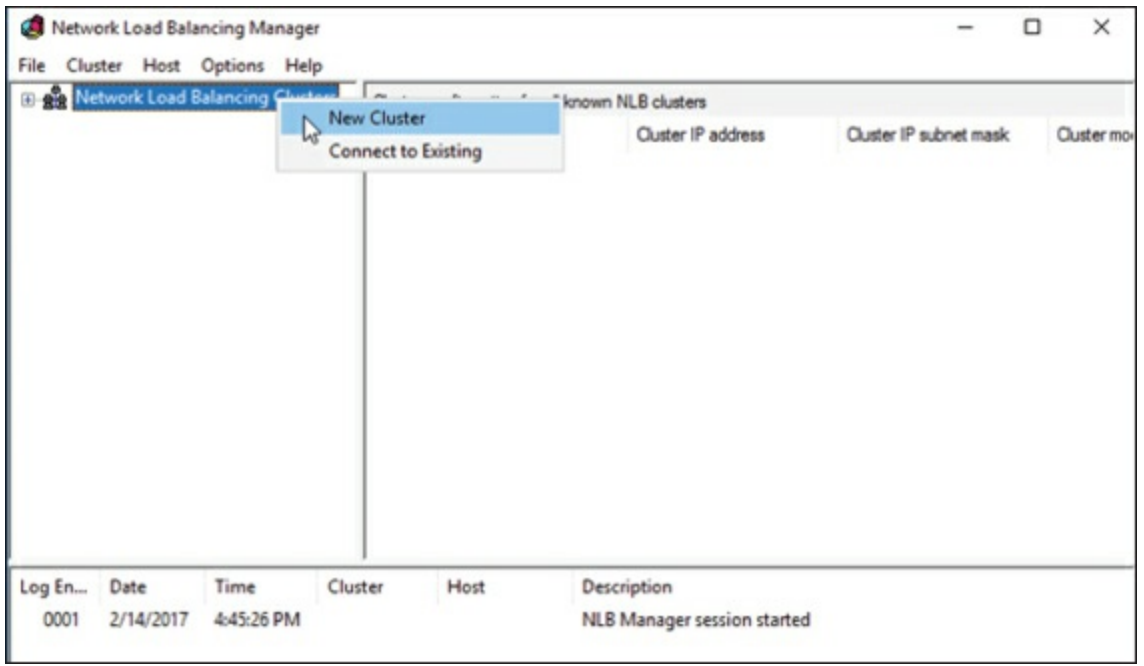 Network Load Balancing Manager
File Cluster Host Options Help
Network Load Balancing
known NLB clusters
New Cluster
Connect to Existing
Cluster IP address Cluster IP subnet mask Cluster mo
Log En... Date Time Cluster Host Description
0001 2/14/2017 4:45:26 PM NLB Manager session started